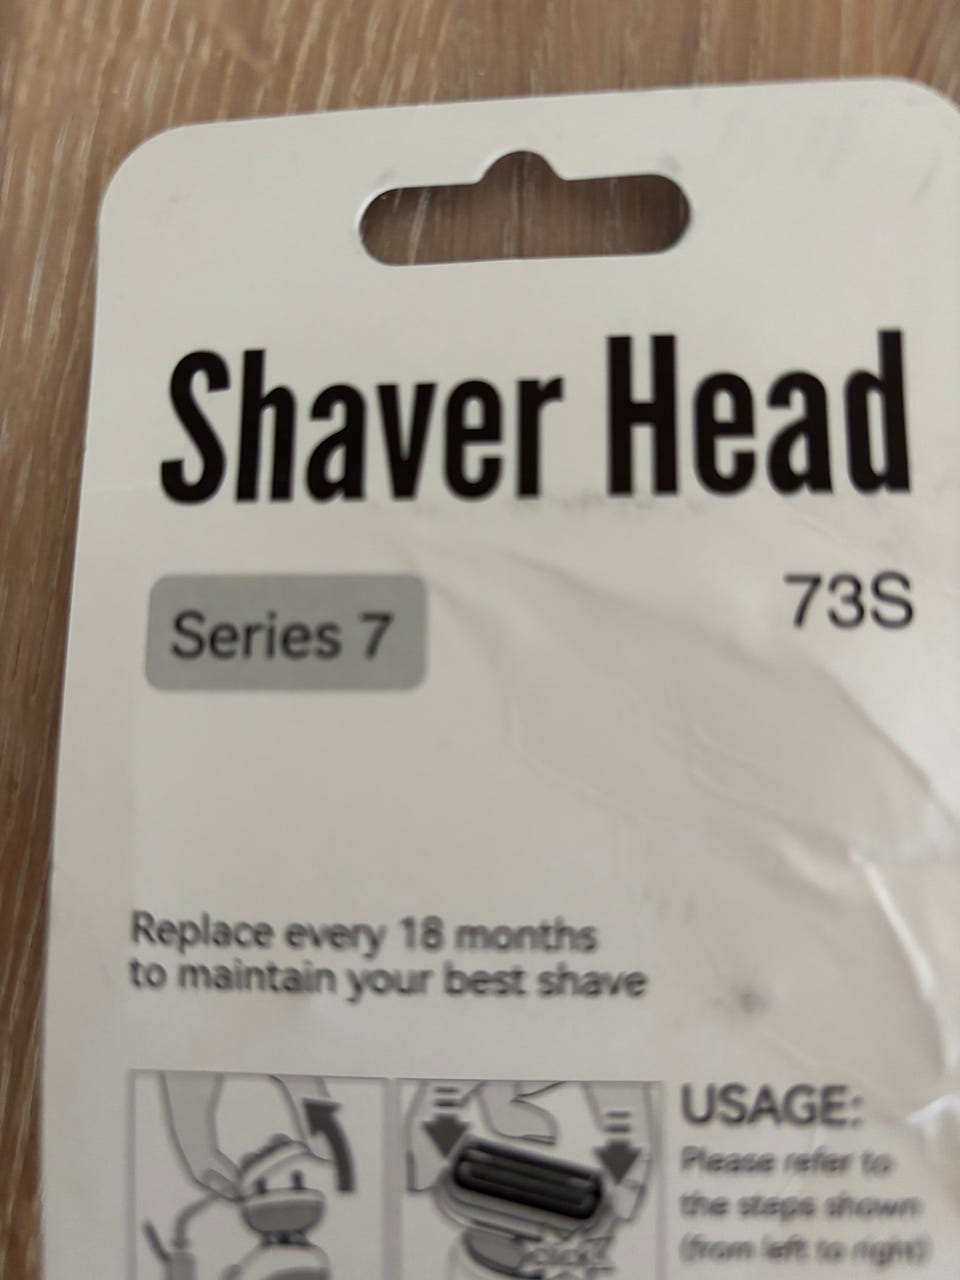 Shaver Head
Series 7
73S
Replace every 18 months
to maintain your best shave
USAGE:
Please refer to
the steps shown
(from left to right)
click!